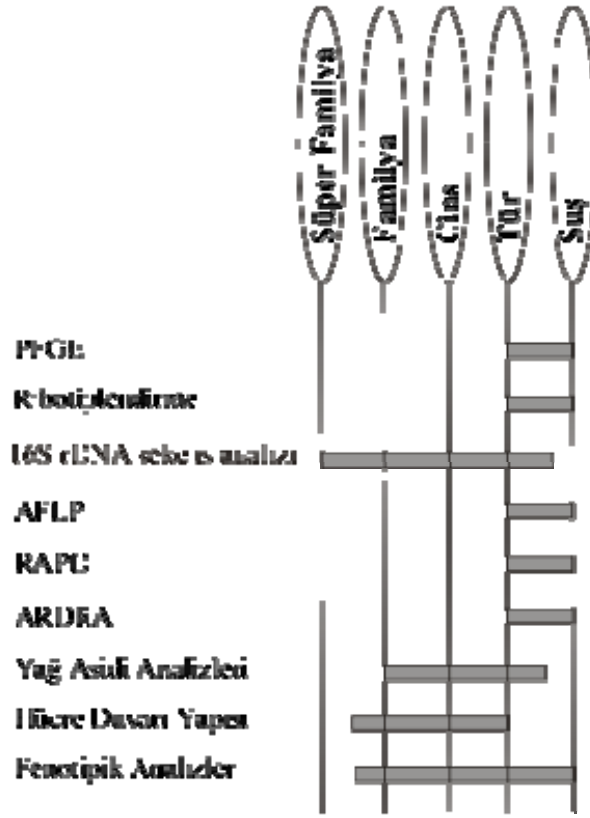 Süper Familya
Familya
Cins
Tür
Suş
PFGE
Ribotiplendirme
16S rDNA sekans analizi
AFLP
RAPD
ARDRA
Yağ Asidi Analizleri
Hücre Duvarı Yapısı
Fenotipik Analizler